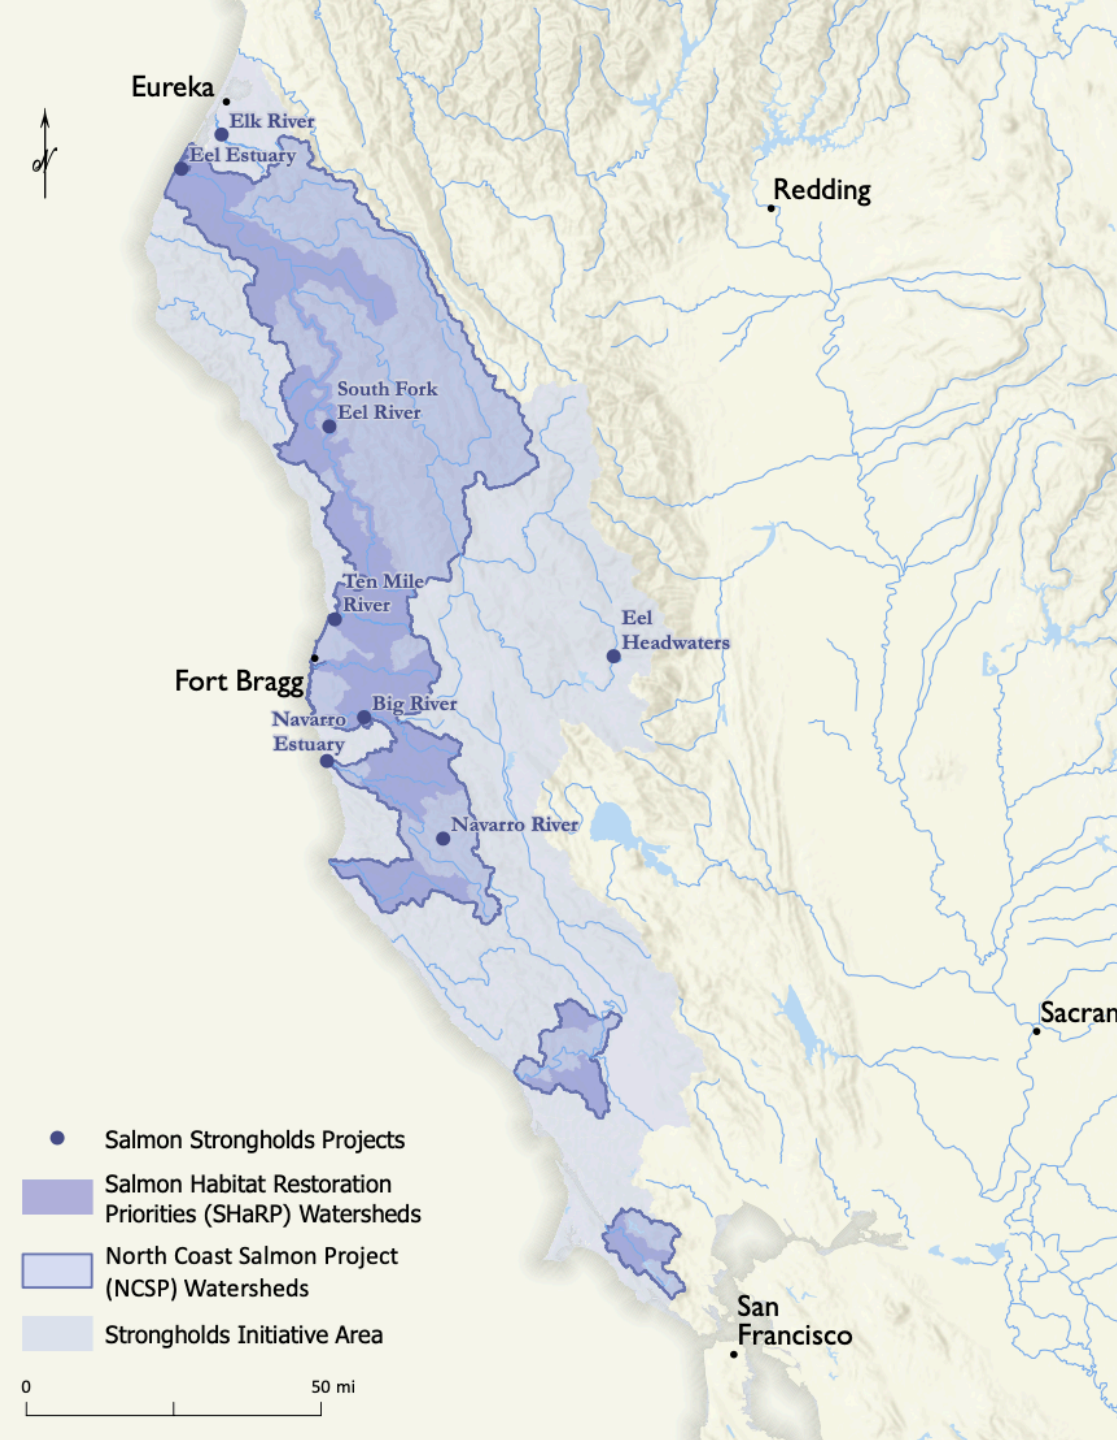 Eureka
Elk River
Eel Estuary
N
Redding
South Fork
Eel River
Ten Mile
River
Eel
Headwaters
Fort Bragg
Big River
Navarro
Estuary
Navarro River
Sacran
Salmon Strongholds Projects
Salmon Habitat Restoration
Priorities (SHaRP) Watersheds
North Coast Salmon Project
(NCSP) Watersheds
Strongholds Initiative Area
San
Francisco
0 50 mi